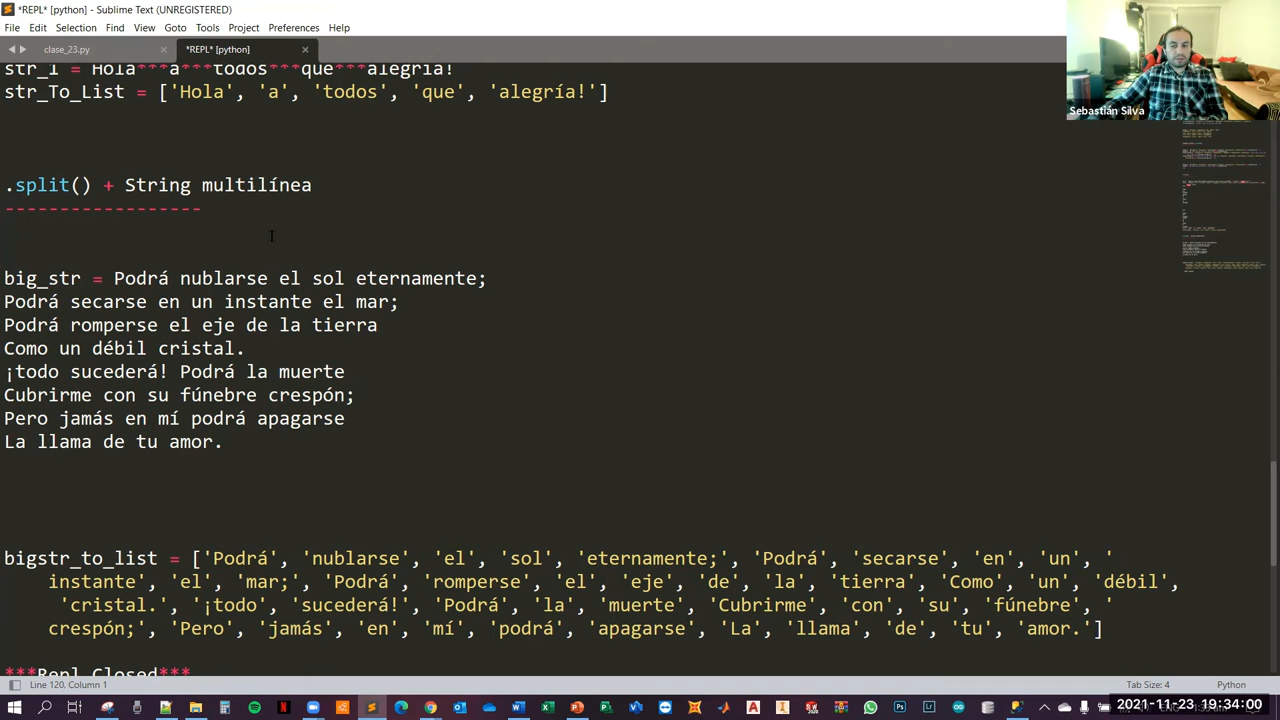 *REPL* [python] - Sublime Text (UNREGISTERED)
File Edit Selection Find View Goto Tools Project Preferences Help
clase_23.py
*REPL* [python]
Sebastián Silva
str_1 = Hola***a***todos***que***alegría!
str_To_List = ['Hola', 'a', 'todos', 'que', 'alegría!']
.split() + String multilínea
------------------
big_str = Podrá nublarse el sol eternamente;
Podrá secarse en un instante el mar;
Podrá romperse el eje de la tierra
Como un débil cristal.
¡todo sucederá! Podrá la muerte
Cubrirme con su fúnebre crespón;
Pero jamás en mí podrá apagarse
La llama de tu amor.
bigstr_to_list = ['Podrá', 'nublarse', 'el', 'sol', 'eternamente;', 'Podrá', 'secarse', 'en', 'un', '
instante', 'el', 'mar;', 'Podrá', 'romperse', 'el', 'eje', 'de', 'la', 'tierra', 'Como', 'un', 'débil',
'cristal.', '¡todo', 'sucederá!', 'Podrá', 'la', 'muerte', 'Cubrirme', 'con', 'su', 'fúnebre', '
crespón;', 'Pero', 'jamás', 'en', 'mí', 'podrá', 'apagarse', 'La', 'llama', 'de', 'tu', 'amor.']
***Repl Closed***
Line 120, Column 1
Tab Size: 4
Python
2021-11-23 19:34:00